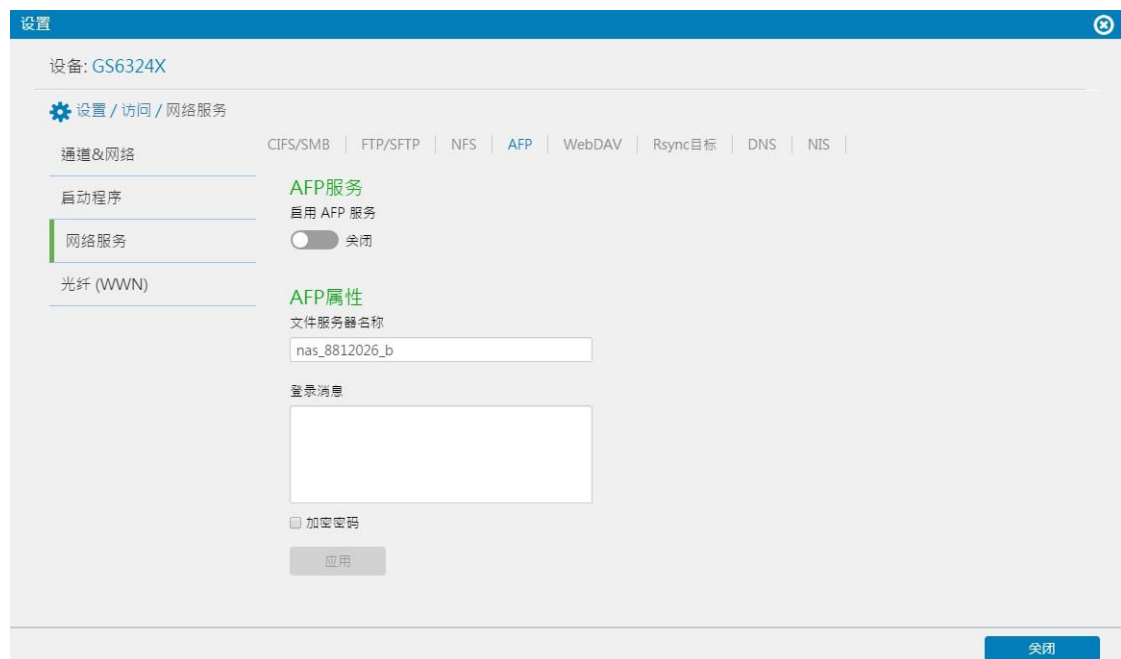 设置
设备: GS6324X
设置 / 访问 / 网络服务
通道&网络
启动程序
网络服务
光纤 (WWN)
CIFS/SMB | FTP/SFTP | NFS | AFP | WebDAV | Rsync目标 | DNS | NIS |
AFP服务
启用 AFP 服务
关闭
AFP属性
文件服务器名称
nas_8812026_b
登录消息
加密密码
应用
关闭